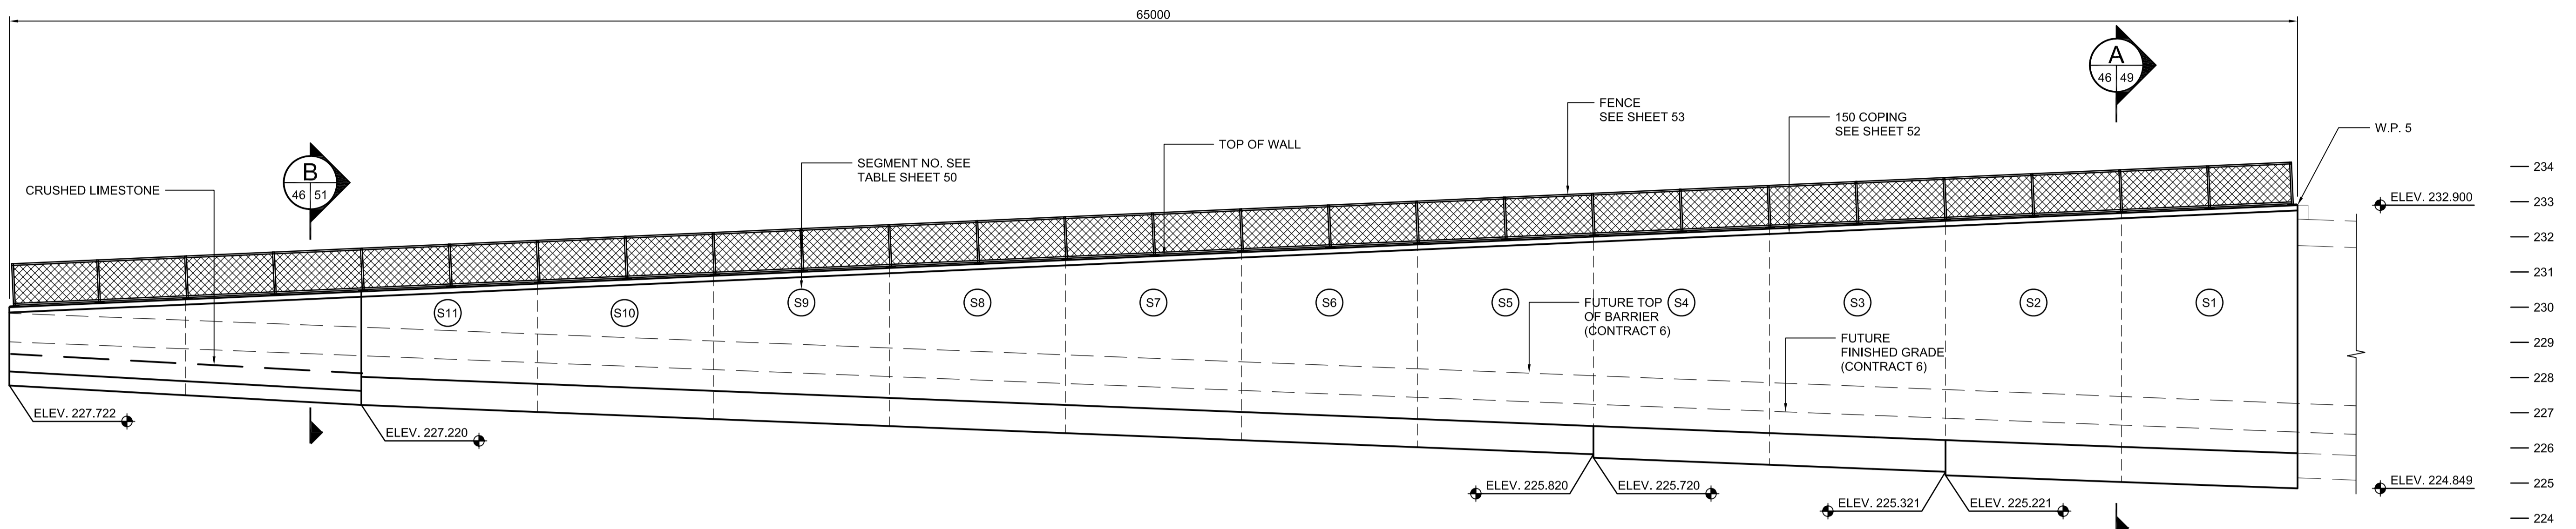 65000
A
46 49
FENCE
SEE SHEET 53
150 COPING
SEE SHEET 52
W.P. 5
TOP OF WALL
SEGMENT NO. SEE
TABLE SHEET 50
B
46 51
CRUSHED LIMESTONE
ELEV. 232.900
234
233
232
231
230
229
228
227
226
225
224
S11
S10
S9
S8
S7
S6
S5
S4
S3
S2
S1
FUTURE TOP
OF BARRIER
(CONTRACT 6)
FUTURE
FINISHED GRADE
(CONTRACT 6)
ELEV. 227.722
ELEV. 227.220
ELEV. 225.820
ELEV. 225.720
ELEV. 225.321
ELEV. 225.221
ELEV. 224.849